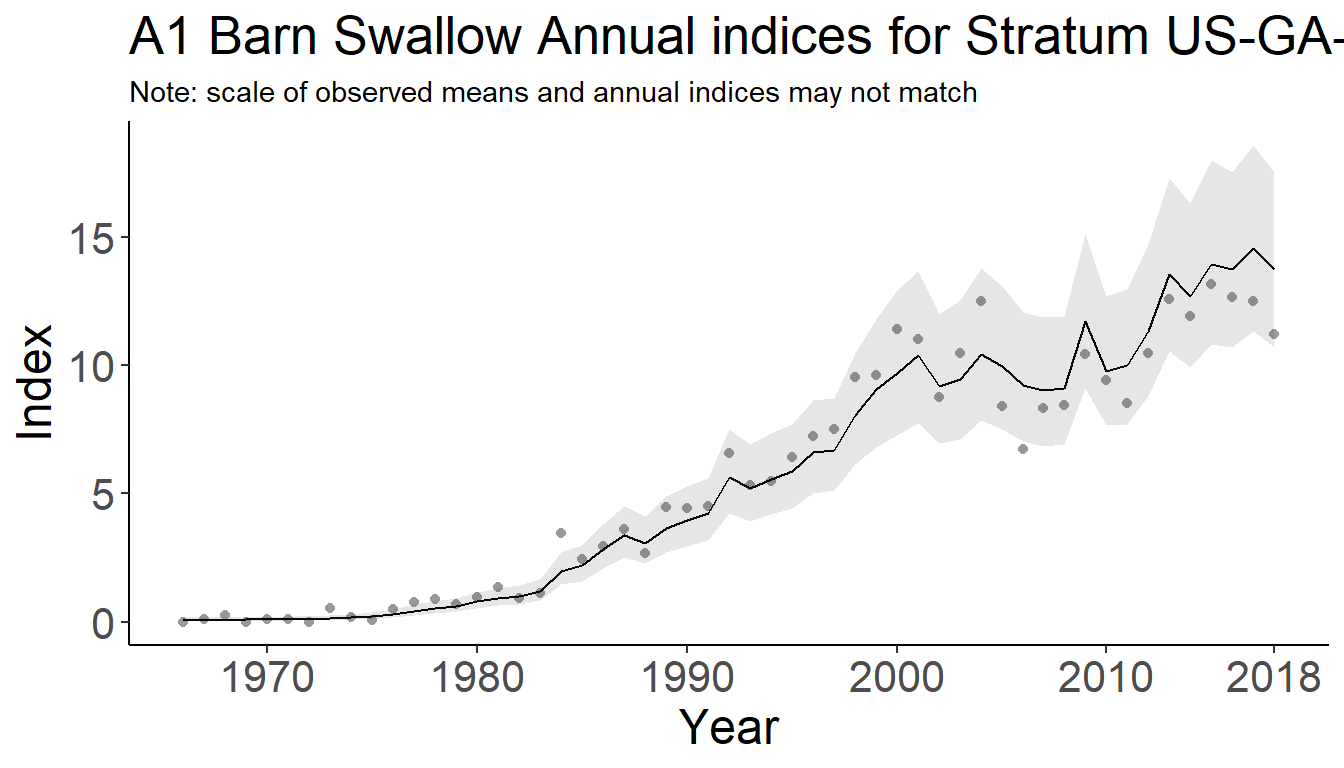 A1 Barn Swallow Annual indices for Stratum US-GA-
Note: scale of observed means and annual indices may not match
Index
15
10
5
0
1970 1980 1990 2000 2010 2018
Year